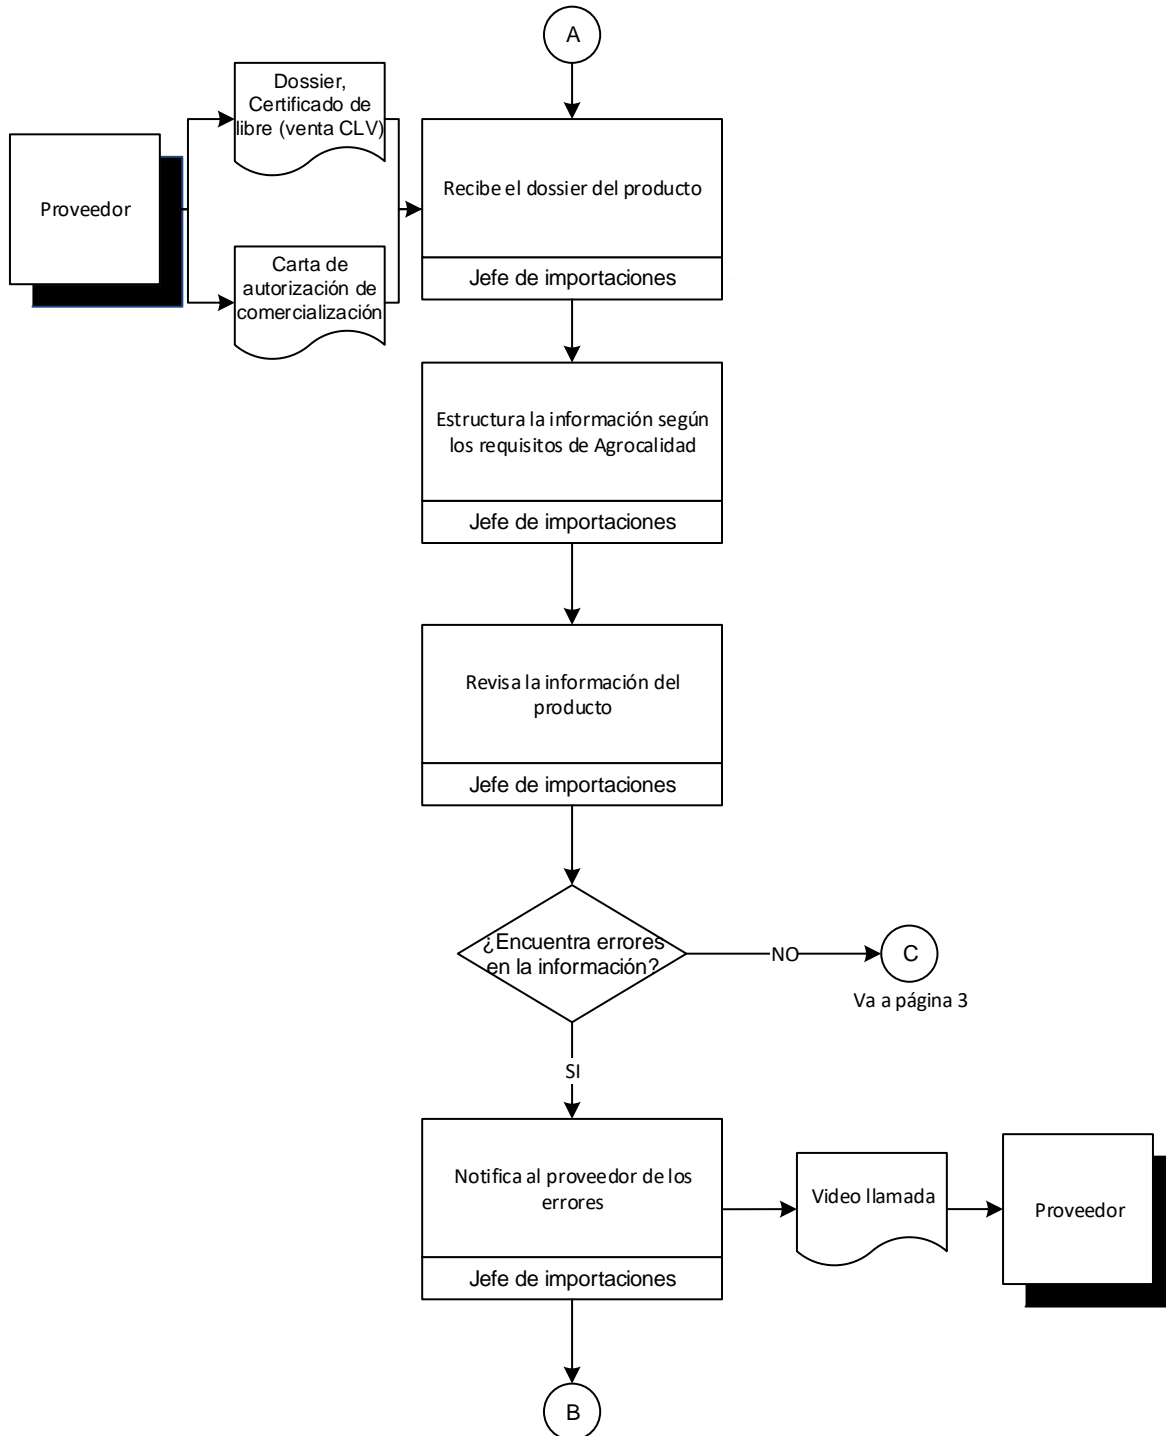 A
Dossier,
Certificado de
libre (venta CLV)
Proveedor
Carta de
autorización de
comercialización
Recibe el dossier del producto
Jefe de importaciones
Estructura la información según
los requisitos de Agrocalidad
Jefe de importaciones
Revisa la información del
producto
Jefe de importaciones
¿Encuentra errores
en la información?
NO
C
Va a página 3
SI
Notifica al proveedor de los
errores
Jefe de importaciones
Video llamada
Proveedor
B